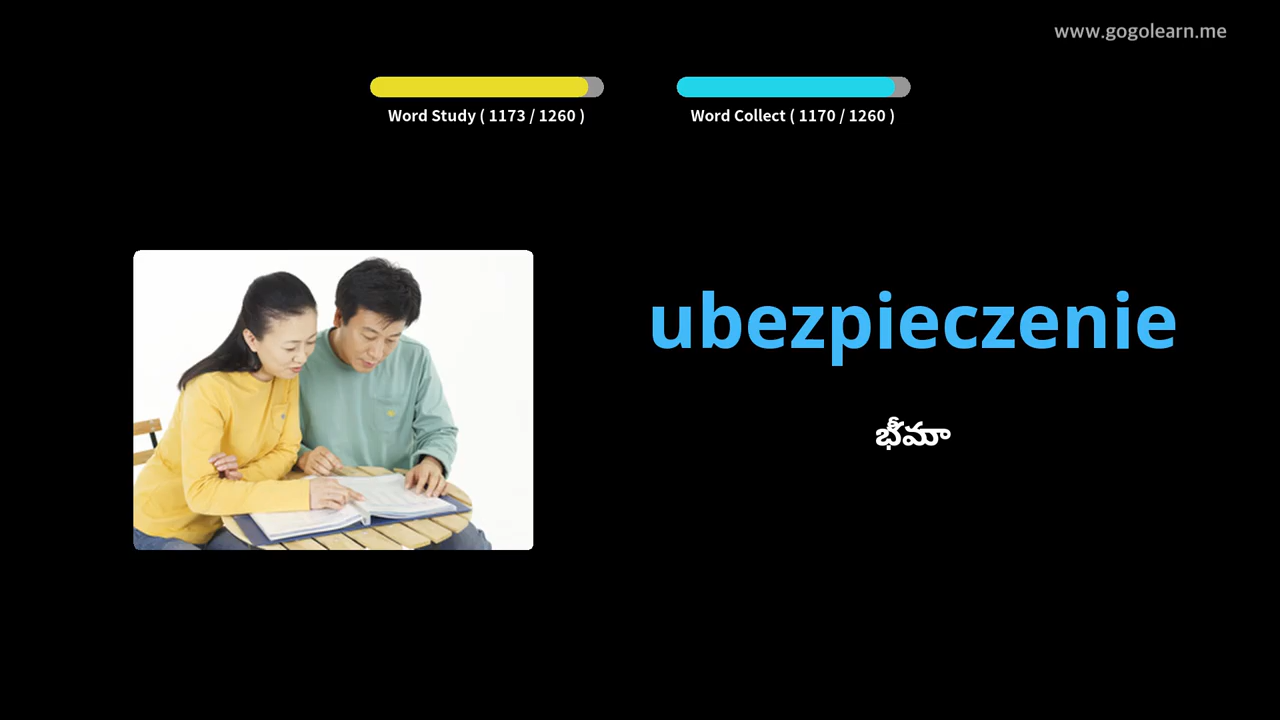 www.gogolearn.me
Word Study ( 1173 / 1260 )
Word Collect ( 1170 / 1260 )
ubezpieczenie
భీమా